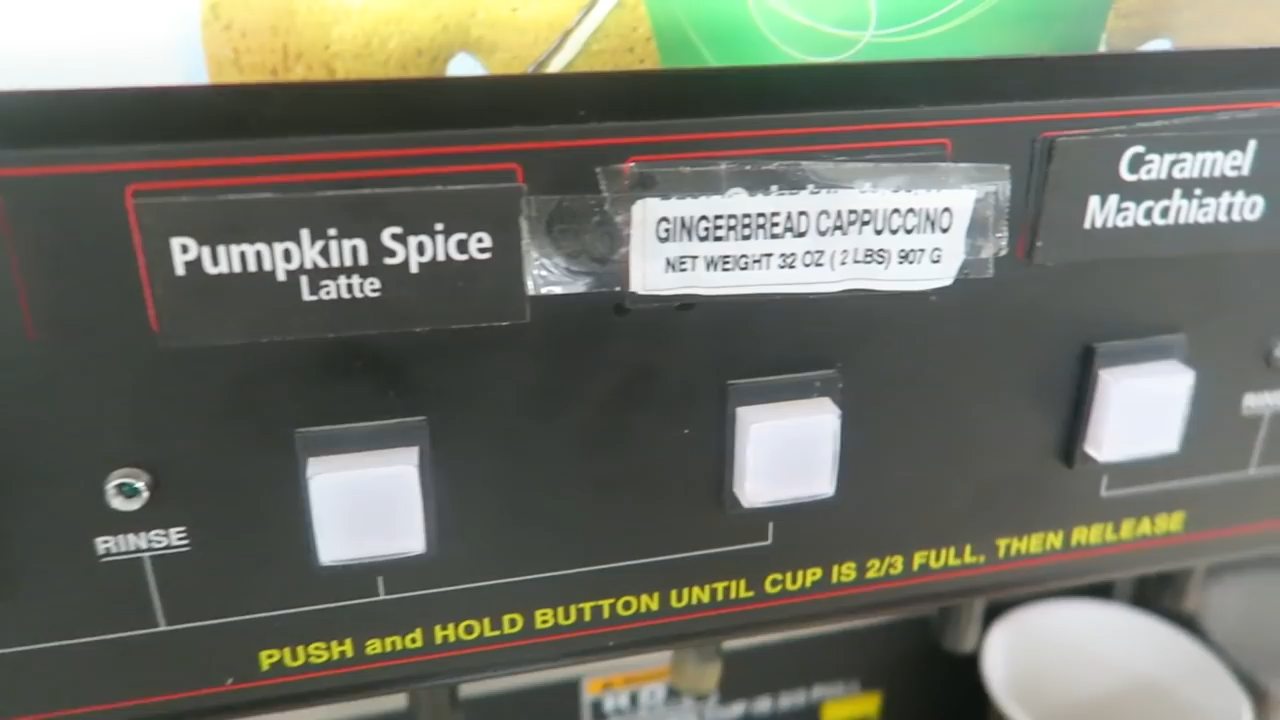 Pumpkin Spice
Latte
GINGERBREAD CAPPUCCINO
NET WEIGHT 32 OZ ( 2 LBS) 907 G
Caramel
Macchiatto
RINSE
PUSH and HOLD BUTTON UNTIL CUP IS 2/3 FULL, THEN RELEASE